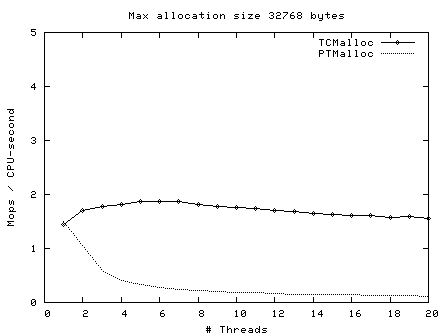 Max allocation size 32768 bytes
TCMalloc
PTMalloc
5
4
3
2
1
0
Mops / CPU-second
0 2 4 6 8 10 12 14 16 18 20
# Threads